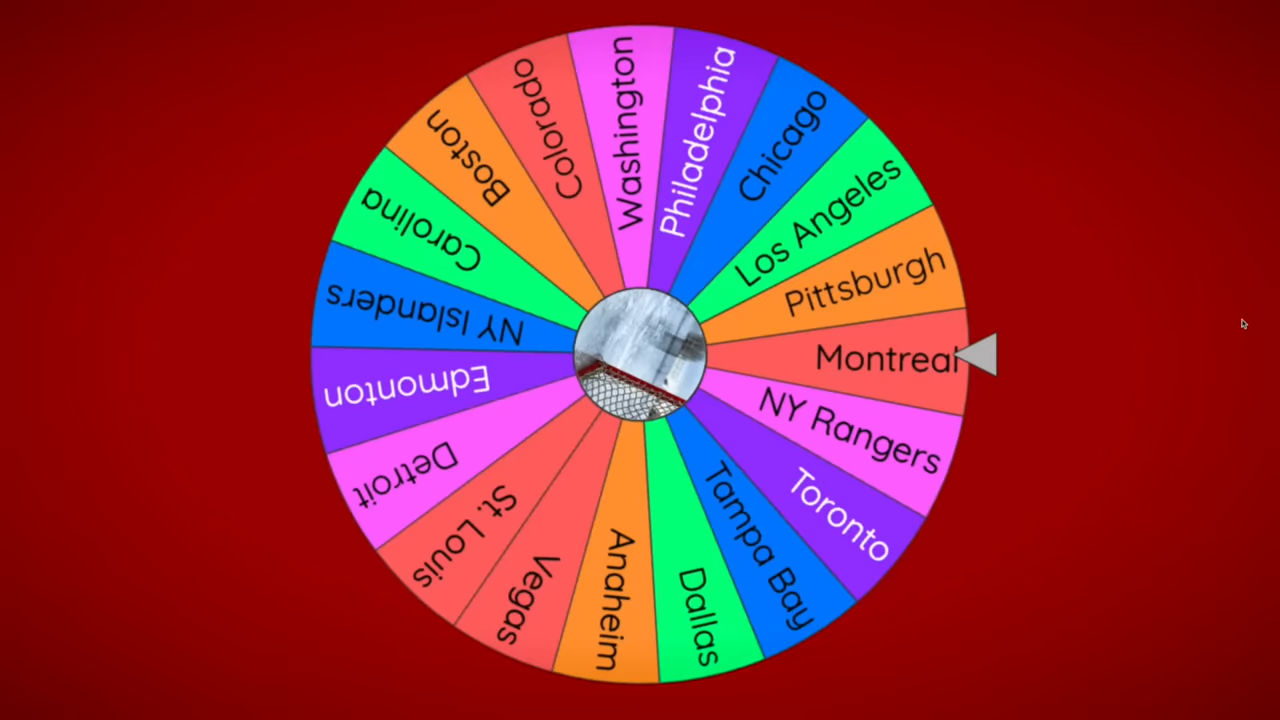 Washington
Philadelphia
Chicago
Los Angeles
Pittsburgh
Montreal
NY Rangers
Toronto
Tampa Bay
Dallas
Anaheim
Vegas
St. Louis
Detroit
Edmonton
NY Islanders
Carolina
Boston
Colorado